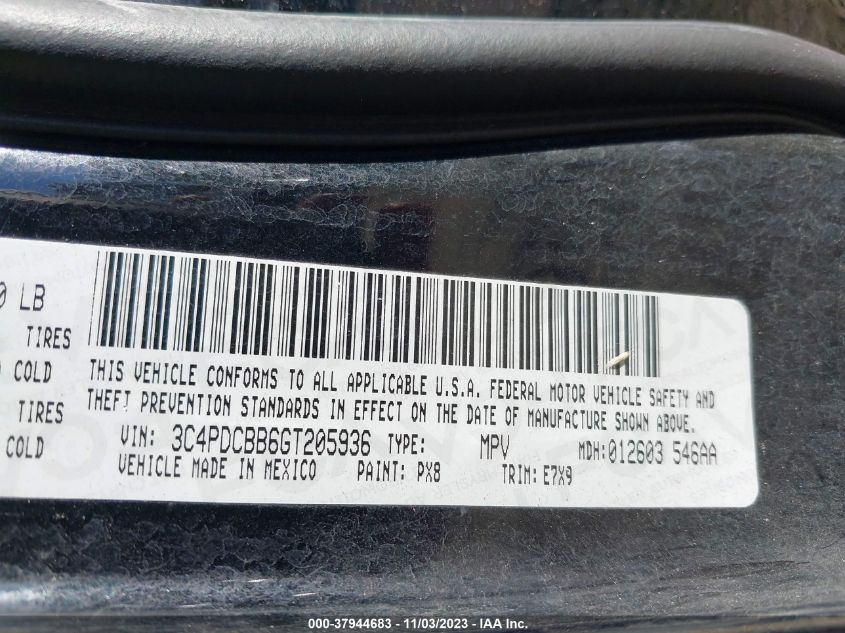 0 LB
TIRES
COLD
TIRES
COLD
THIS VEHICLE CONFORMS TO ALL APPLICABLE U.S.A. FEDERAL MOTOR VEHICLE SAFETY AND
THEFT PREVENTION STANDARDS IN EFFECT ON THE DATE OF MANUFACTURE SHOWN ABOVE.
VIN: 3C4PDCBB6GT205936 TYPE: MPV MDH:012603 546AA
VEHICLE MADE IN MEXICO PAINT: PX8 TRIM: E7X9
000-37944683 - 11/03/2023 - IAA Inc.